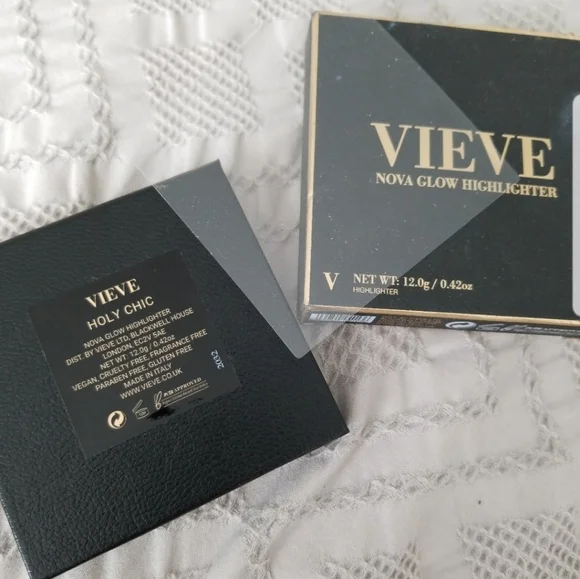 VIEVE
NOVA GLOW HIGHLIGHTER
V
NET WT: 12.0g / 0.42oz
HIGHLIGHTER
VIEVE
HOLY CHIC
NOVA GLOW HIGHLIGHTER
DIST. BY VIEVE LTD, BLACKWELL HOUSE
LONDON, EC2V 5AE
NET WT: 12.0g / 0.42oz
VEGAN, CRUELTY FREE, FRAGRANCE FREE
PARABEN FREE, GLUTEN FREE
MADE IN ITALY
WWW.VIEVE.CO.UK
2032
APPROVED